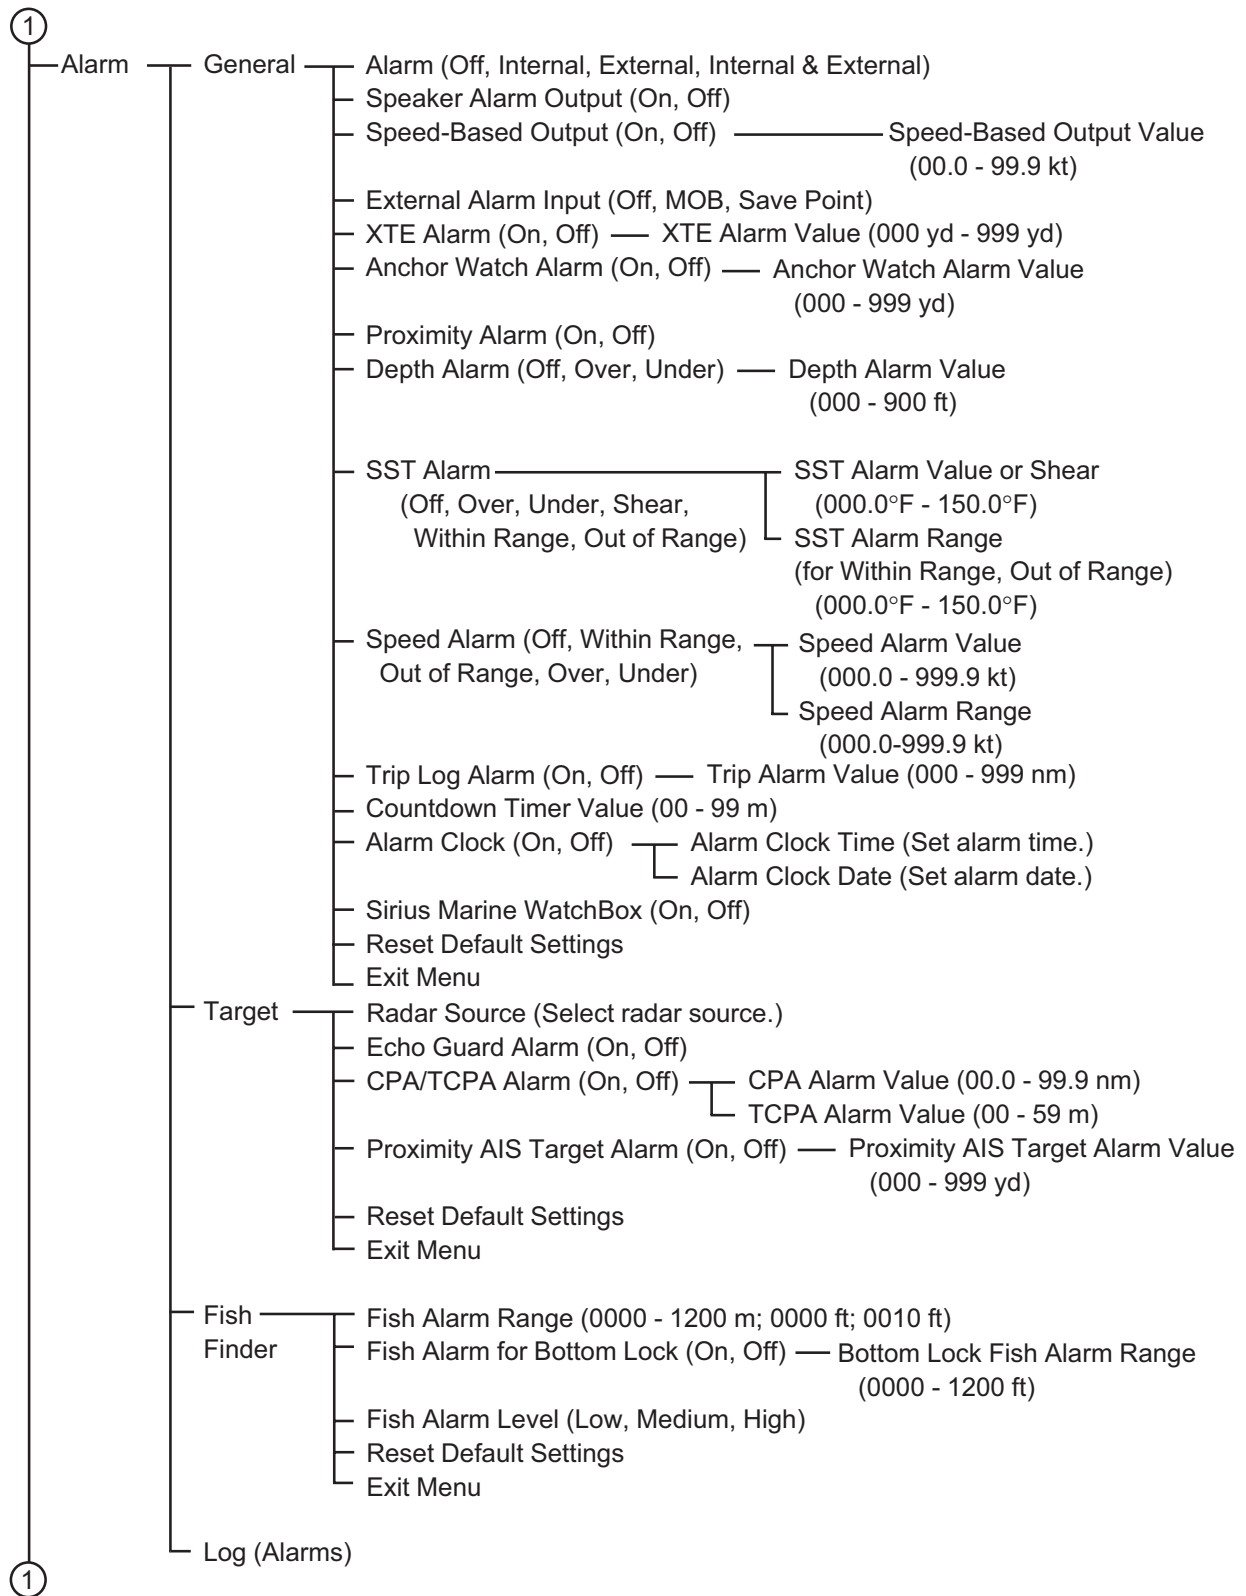 1
Alarm
General
Alarm (Off, Internal, External, Internal & External)
Speaker Alarm Output (On, Off)
Speed-Based Output (On, Off)
Speed-Based Output Value
(00.0 - 99.9 kt)
External Alarm Input (Off, MOB, Save Point)
XTE Alarm (On, Off)
XTE Alarm Value (000 yd - 999 yd)
Anchor Watch Alarm (On, Off)
Anchor Watch Alarm Value
(000 - 999 yd)
Proximity Alarm (On, Off)
Depth Alarm (Off, Over, Under)
Depth Alarm Value
(000 - 900 ft)
SST Alarm
(Off, Over, Under, Shear,
Within Range, Out of Range)
SST Alarm Value or Shear
(000.0°F - 150.0°F)
SST Alarm Range
(for Within Range, Out of Range)
(000.0°F - 150.0°F)
Speed Alarm (Off, Within Range,
Out of Range, Over, Under)
Speed Alarm Value
(000.0 - 999.9 kt)
Speed Alarm Range
(000.0-999.9 kt)
Trip Log Alarm (On, Off)
Trip Alarm Value (000 - 999 nm)
Countdown Timer Value (00 - 99 m)
Alarm Clock (On, Off)
Alarm Clock Time (Set alarm time.)
Alarm Clock Date (Set alarm date.)
Sirius Marine WatchBox (On, Off)
Reset Default Settings
Exit Menu
Target
Radar Source (Select radar source.)
Echo Guard Alarm (On, Off)
CPA/TCPA Alarm (On, Off)
CPA Alarm Value (00.0 - 99.9 nm)
TCPA Alarm Value (00 - 59 m)
Proximity AIS Target Alarm (On, Off)
Proximity AIS Target Alarm Value
(000 - 999 yd)
Reset Default Settings
Exit Menu
Fish
Finder
Fish Alarm Range (0000 - 1200 m; 0000 ft; 0010 ft)
Fish Alarm for Bottom Lock (On, Off)
Bottom Lock Fish Alarm Range
(0000 - 1200 ft)
Fish Alarm Level (Low, Medium, High)
Reset Default Settings
Exit Menu
Log (Alarms)
1